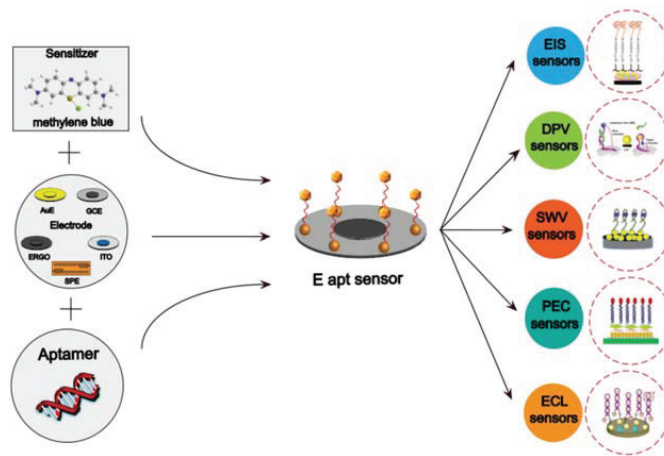 Sensitizer
methylene blue
AuE
GCE
Electrode
ERGO
ITO
SPE
Aptamer
E apt sensor
EIS
sensors
DPV
sensors
SWV
sensors
PEC
sensors
ECL
sensors